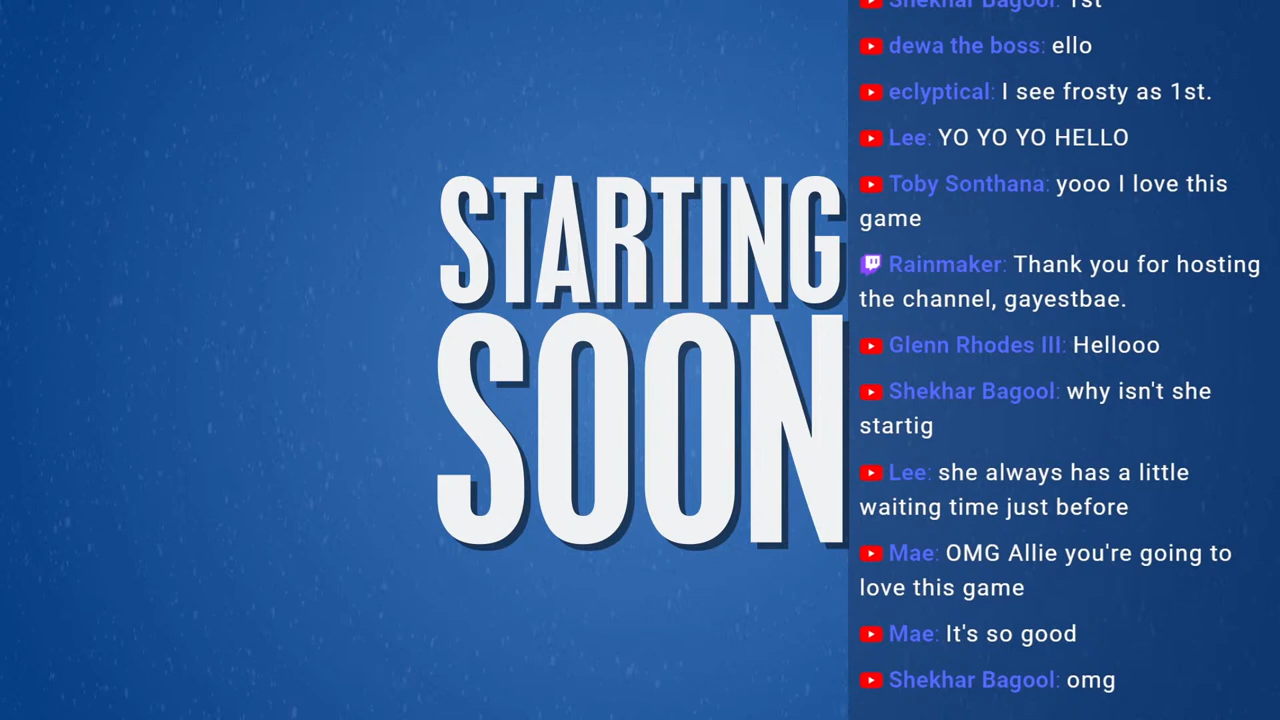 STARTING
SOON
Shekhar Bagool: 1st
dewa the boss: ello
eclyptical: I see frosty as 1st.
Lee: YO YO YO HELLO
Toby Sonthana: yooo I love this
game
Rainmaker: Thank you for hosting
the channel, gayestbae.
Glenn Rhodes III: Hellooo
Shekhar Bagool: why isn't she
startig
Lee: she always has a little
waiting time just before
Mae: OMG Allie you're going to
love this game
Mae: It's so good
Shekhar Bagool: omg